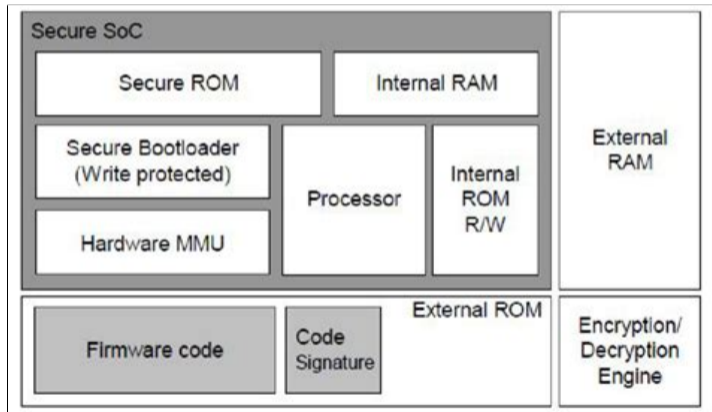 Secure SoC
Secure ROM
Internal RAM
Secure Bootloader
(Write protected)
Processor
Internal
ROM
R/W
Hardware MMU
External
RAM
External ROM
Firmware code
Code
Signature
Encryption/
Decryption
Engine